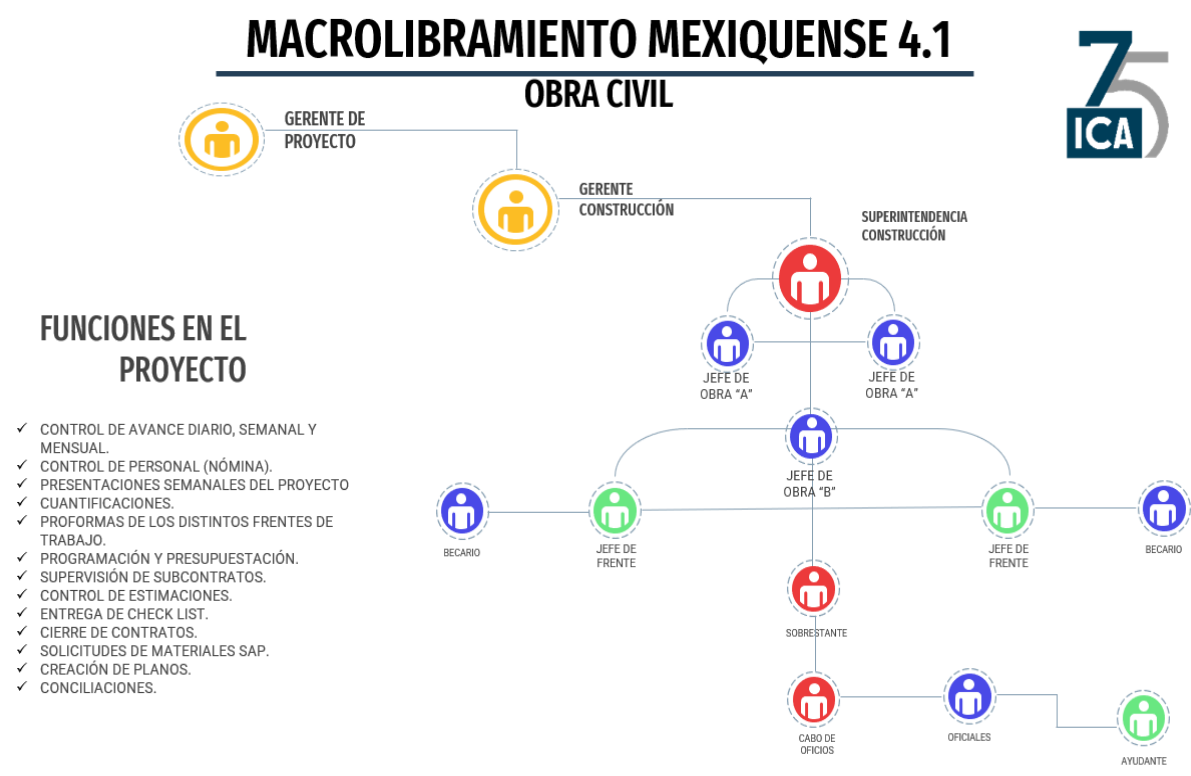 MACROLIBRAMIENTO MEXIQUENSE 4.1
OBRA CIVIL
75
ICA
GERENTE DE
PROYECTO
GERENTE
CONSTRUCCIÓN
SUPERINTENDENCIA
CONSTRUCCIÓN
JEFE DE
OBRA “A”
JEFE DE
OBRA “A”
JEFE DE
OBRA “B”
BECARIO
JEFE DE
FRENTE
JEFE DE
FRENTE
BECARIO
SOBRESTANTE
CABO DE
OFICIOS
OFICIALES
AYUDANTE
FUNCIONES EN EL
PROYECTO
✓ CONTROL DE AVANCE DIARIO, SEMANAL Y
MENSUAL.
✓ CONTROL DE PERSONAL (NÓMINA).
✓ PRESENTACIONES SEMANALES DEL PROYECTO
✓ CUANTIFICACIONES.
✓ PROFORMAS DE LOS DISTINTOS FRENTES DE
TRABAJO.
✓ PROGRAMACIÓN Y PRESUPUESTACIÓN.
✓ SUPERVISIÓN DE SUBCONTRATOS.
✓ CONTROL DE ESTIMACIONES.
✓ ENTREGA DE CHECK LIST.
✓ CIERRE DE CONTRATOS.
✓ SOLICITUDES DE MATERIALES SAP.
✓ CREACIÓN DE PLANOS.
✓ CONCILIACIONES.